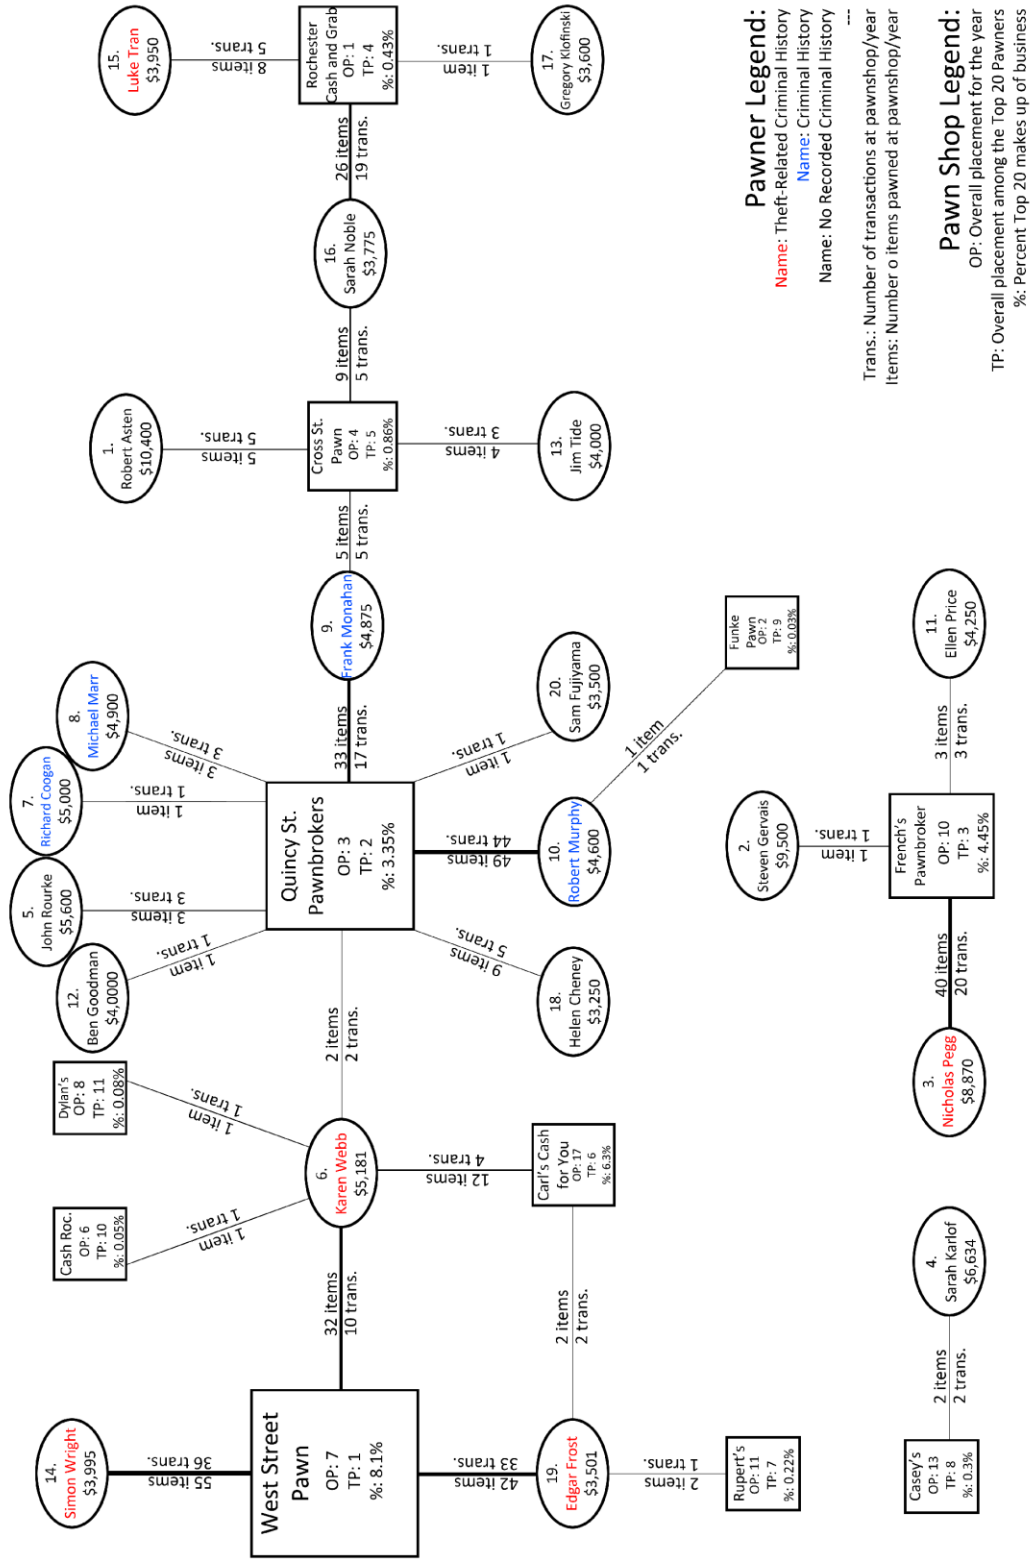 14.
Simon Wright
$3,995
55 items
36 trans.
West Street
Pawn
OP: 7
TP: 1
%: 8.1%
42 items
33 trans.
19.
Edgar Frost
$3,501
2 items
1 trans.
Rupert's
OP: 11
TP: 7
%: 0.22%
32 items
10 trans.
2 items
2 trans.
Cash Roc.
OP: 6
TP: 10
%: 0.05%
1 item
1 trans.
Dylan's
OP: 8
TP: 11
%: 0.08%
1 item
1 trans.
6.
Karen Webb
$5,181
12 items
4 trans.
Carl's Cash
for You
OP: 17
TP: 6
%: 6.3%
2 items
2 trans.
12.
Ben Goodman
$4,0000
1 item
1 trans.
5.
John Rourke
$5,600
3 items
3 trans.
7.
Richard Coogan
$5,000
1 item
1 trans.
8.
Michael Marr
$4,900
3 items
3 trans.
Quincy St.
Pawnbrokers
OP: 3
TP: 2
%: 3.35%
9 items
5 trans.
18.
Helen Cheney
$3,250
49 items
44 trans.
10.
Robert Murphy
$4,600
1 item
1 trans.
20.
Sam Fujiyama
$3,500
1 item
1 trans.
Funke
Pawn
OP: 2
TP: 9
%: 0.03%
33 items
17 trans.
9.
Frank Monahan
$4,875
5 items
5 trans.
1.
Robert Asten
$10,400
5 items
5 trans.
Cross St.
Pawn
OP: 4
TP: 5
%: 0.86%
4 items
3 trans.
13.
Jim Tide
$4,000
9 items
5 trans.
16.
Sarah Noble
$3,775
26 items
19 trans.
15.
Luke Tran
$3,950
8 items
5 trans.
Rochester
Cash and Grab
OP: 1
TP: 4
%: 0.43%
1 item
1 trans.
17.
Gregory Klofinski
$3,600
Casey's
OP: 13
TP: 8
%: 0.3%
2 items
2 trans.
4.
Sarah Karlof
$6,634
3.
Nicholas Pegg
$8,870
40 items
20 trans.
2.
Steven Gervais
$9,500
1 item
1 trans.
French's
Pawnbroker
OP: 10
TP: 3
%: 4.45%
3 items
3 trans.
11.
Ellen Price
$4,250
Pawner Legend:
Name: Theft-Related Criminal History
Name: Criminal History
Name: No Recorded Criminal History
---
Trans.: Number of transactions at pawnshop/year
Items: Number o items pawned at pawnshop/year
Pawn Shop Legend:
OP: Overall placement for the year
TP: Overall placement among the Top 20 Pawners
%: Percent Top 20 makes up of business